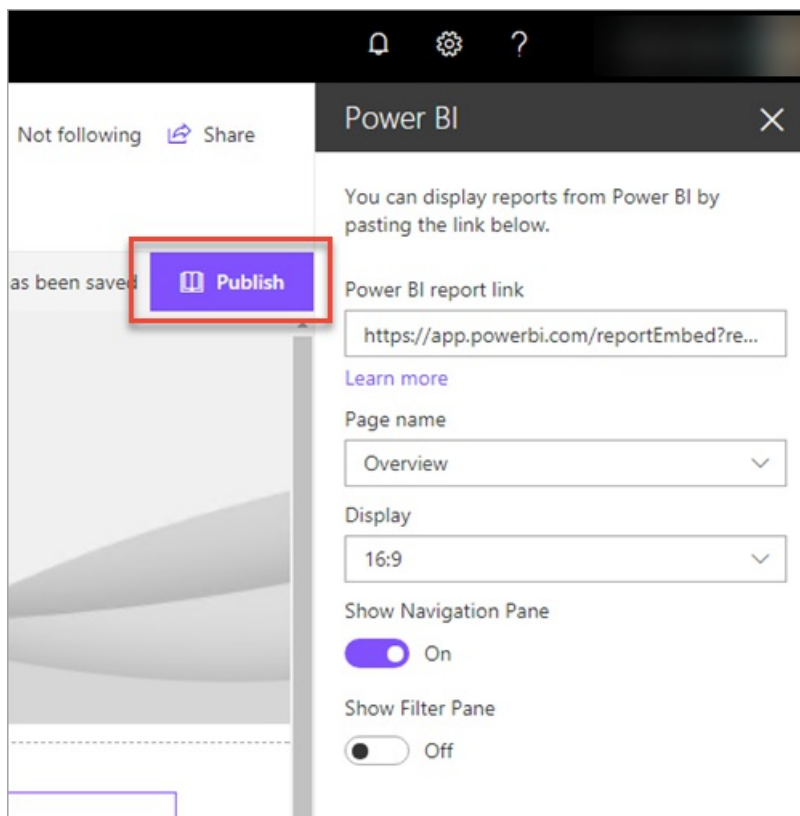 Not following Share
as been saved Publish
Power BI
You can display reports from Power BI by
pasting the link below.
Power BI report link
https://app.powerbi.com/reportEmbed?re...
Learn more
Page name
Overview
Display
16:9
Show Navigation Pane
On
Show Filter Pane
Off